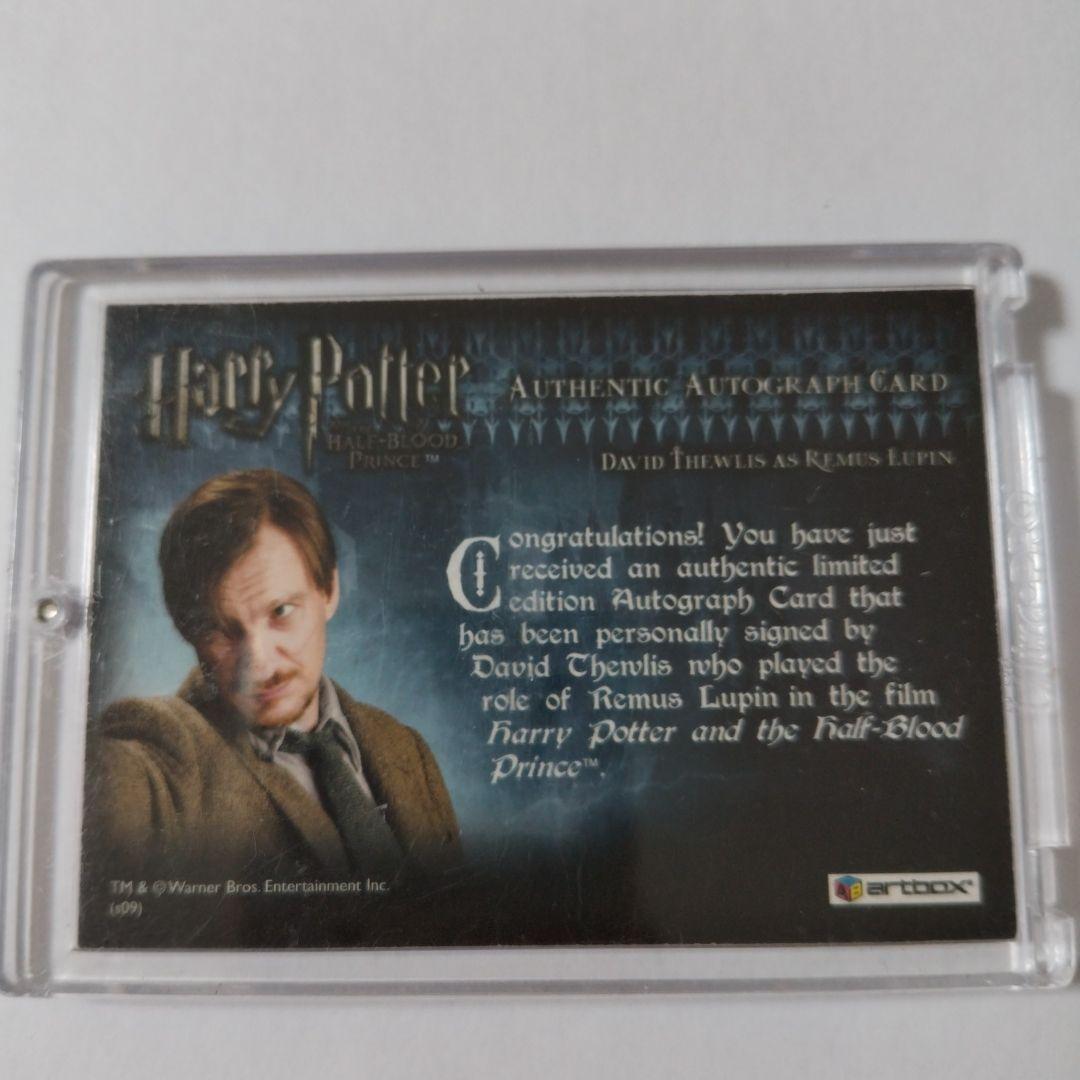 Harry Potter
HALF-BLOOD
PRINCE™
AUTHENTIC AUTOGRAPH CARD
DAVID THEWLIS AS REMUS LUPIN
Congratulations! You have just
received an authentic limited
edition Autograph Card that
has been personally signed by
David Thewlis who played the
role of Remus Lupin in the film
Harry Potter and the Half-Blood
Prince™.
TM & © Warner Bros. Entertainment Inc.
(s09)
artbox